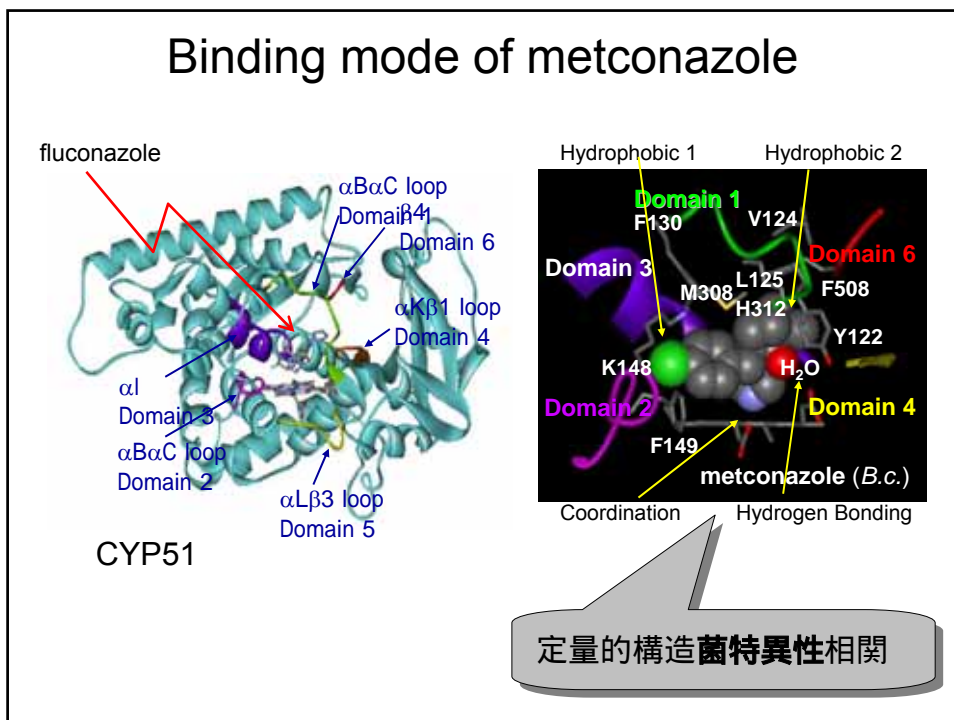 Binding mode of metconazole
fluconazole
αBαC loop
Domain 1
β4
Domain 6
αKβ1 loop
Domain 4
αI
Domain 3
αBαC loop
Domain 2
αLβ3 loop
Domain 5
CYP51
Hydrophobic 1
Hydrophobic 2
Domain 1
F130
V124
Domain 3
Domain 6
L125
M308
H312
F508
Y122
K148
H₂O
Domain 2
Domain 4
F149
metconazole (B.c.)
Coordination
Hydrogen Bonding
定量的構造菌特異性相関